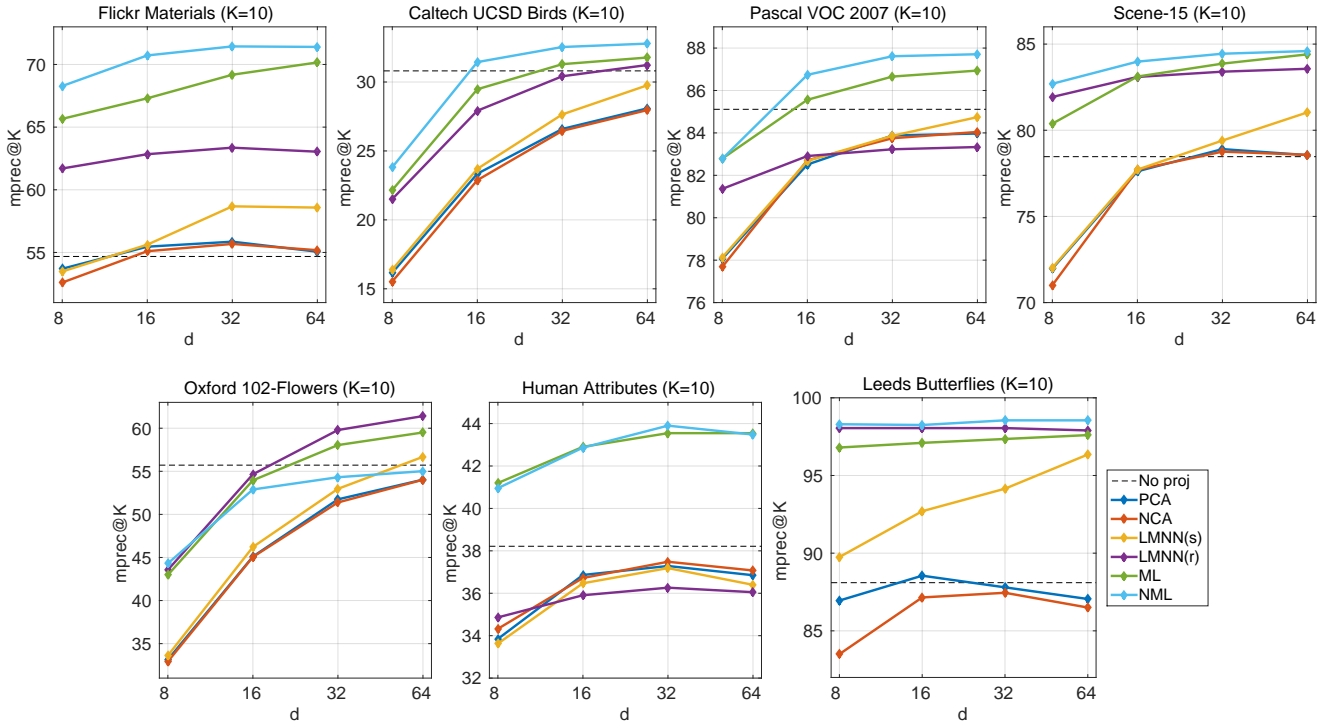 Flickr Materials (K=10)
mprec@K
70
65
60
55
8 16 32 64
d
Caltech UCSD Birds (K=10)
mprec@K
30
25
20
15
8 16 32 64
d
Pascal VOC 2007 (K=10)
mprec@K
88
86
84
82
80
78
76
8 16 32 64
d
Scene-15 (K=10)
mprec@K
85
80
75
70
8 16 32 64
d
Oxford 102-Flowers (K=10)
mprec@K
60
55
50
45
40
35
8 16 32 64
d
Human Attributes (K=10)
mprec@K
44
42
40
38
36
34
32
8 16 32 64
d
Leeds Butterflies (K=10)
mprec@K
100
95
90
85
8 16 32 64
d
No proj
PCA
NCA
LMNN(s)
LMNN(r)
ML
NML